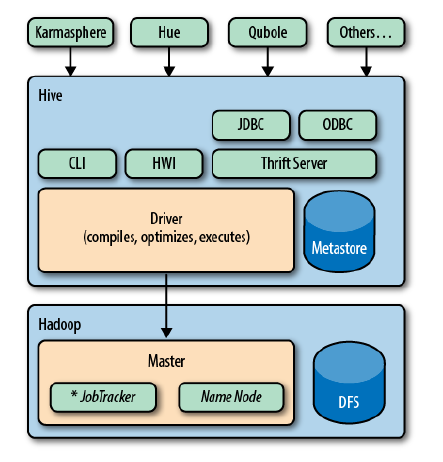 Karmasphere
Hue
Qubole
Others...
Hive
JDBC
ODBC
CLI
HWI
Thrift Server
Driver
(compiles, optimizes, executes)
Metastore
Hadoop
Master
* JobTracker
Name Node
DFS